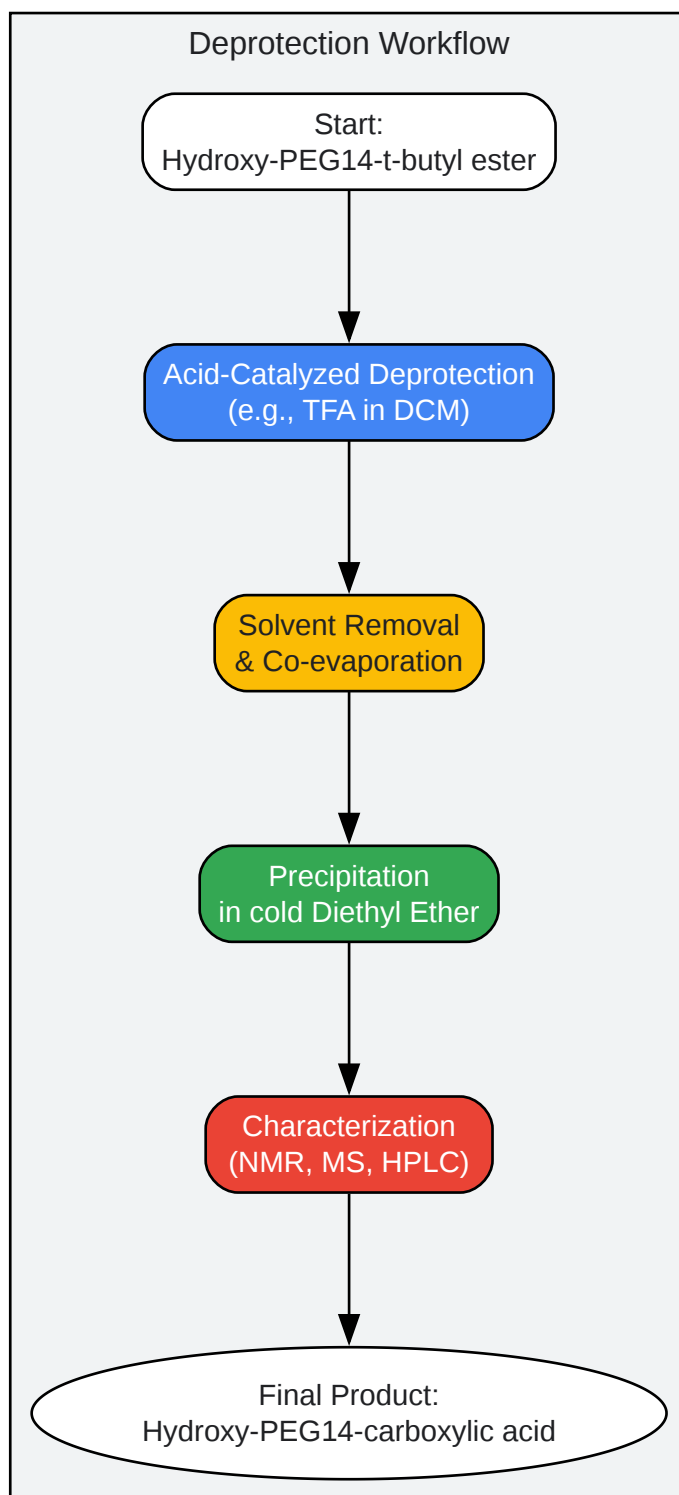 Deprotection Workflow
Start:
Hydroxy-PEG14-t-butyl ester
Acid-Catalyzed Deprotection
(e.g., TFA in DCM)
Solvent Removal
& Co-evaporation
Precipitation
in cold Diethyl Ether
Characterization
(NMR, MS, HPLC)
Final Product:
Hydroxy-PEG14-carboxylic acid